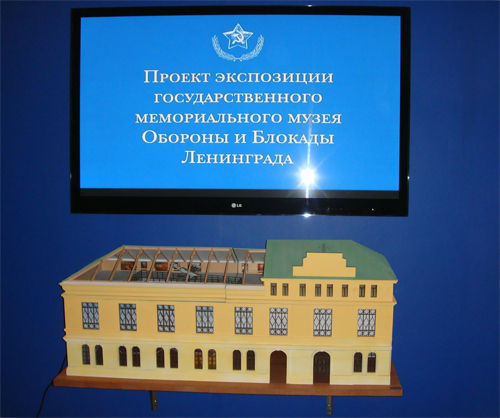 Проект экспозиции
государственного
мемориального музея
Обороны и Блокады
Ленинграда
LG